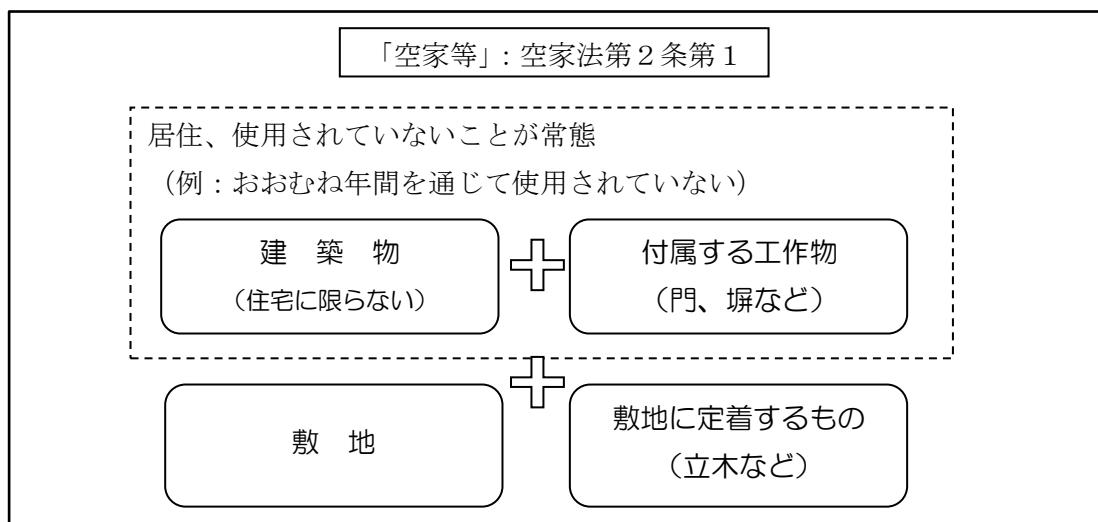 「空家等」：空家法第２条第１
居住、使用されていないことが常態
（例：おおむね年間を通じて使用されていない）
建　築　物
（住宅に限らない）
付属する工作物
（門、塀など）
敷　地
敷地に定着するもの
（立木など）